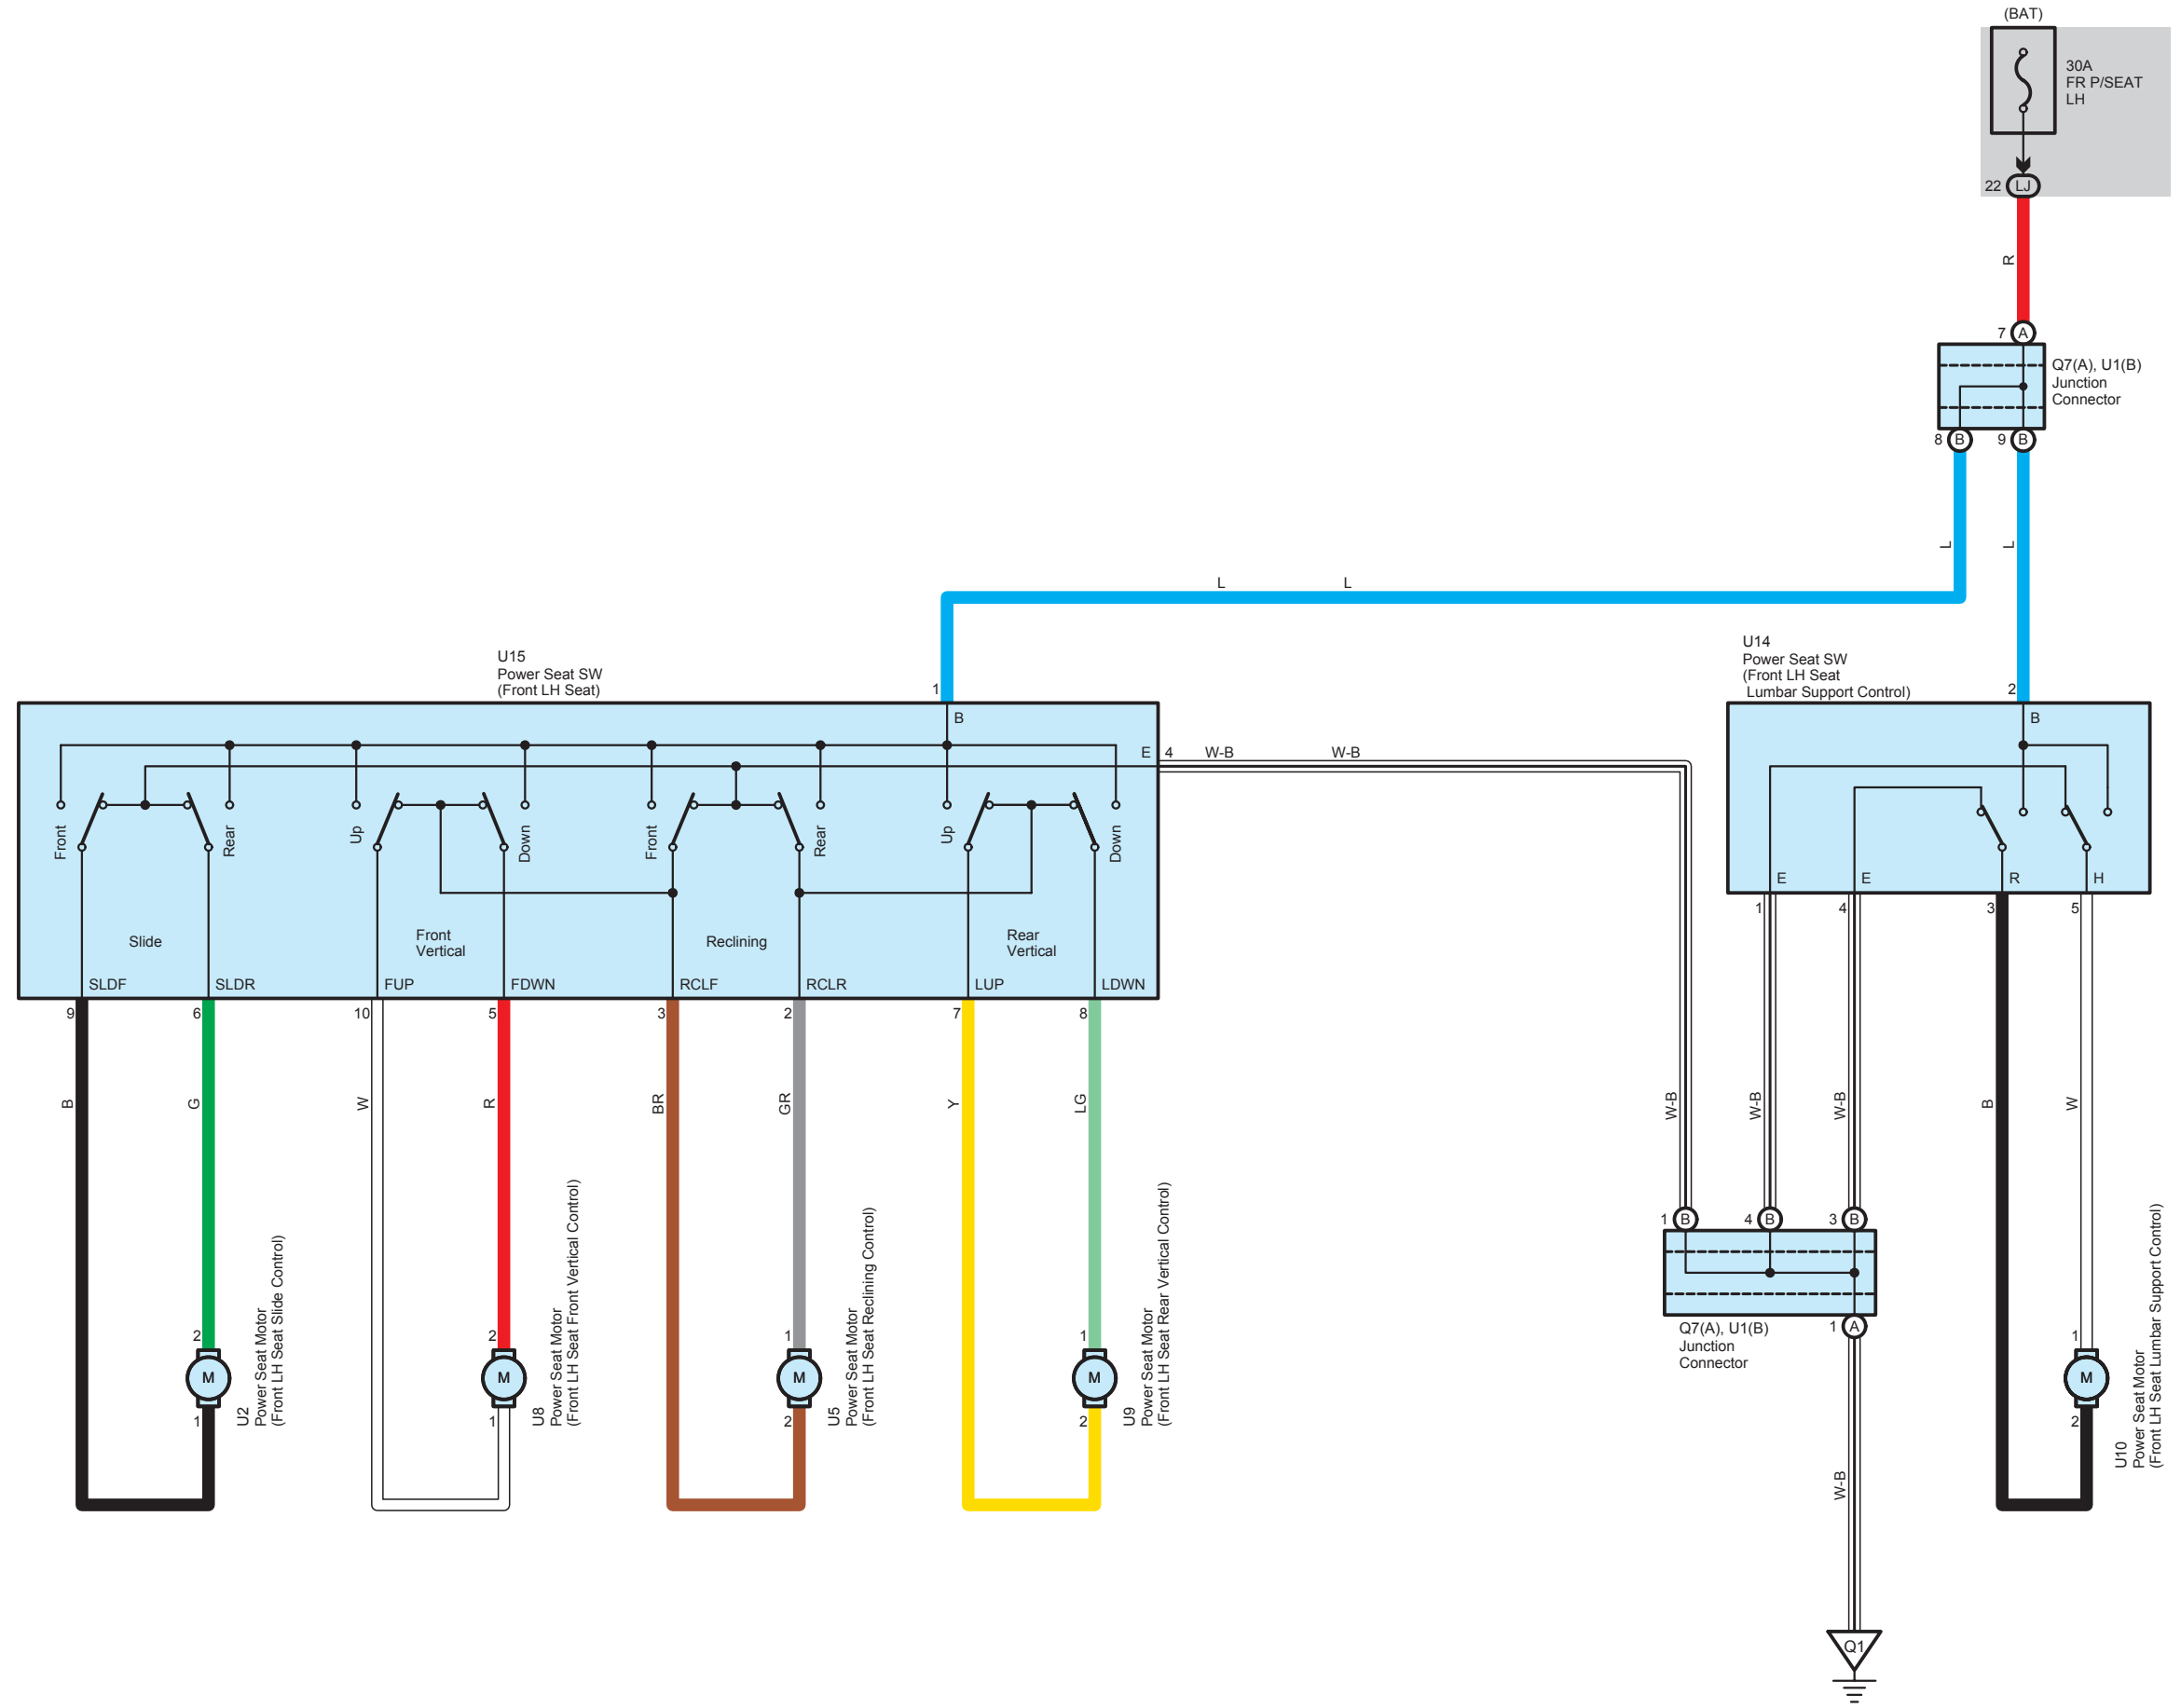 (BAT)
30A
FR P/SEAT
LH
22 LJ
R
7 A
Q7(A), U1(B)
Junction
Connector
8 B 9 B
L L
L L
U15
Power Seat SW
(Front LH Seat)
1
U14
Power Seat SW
(Front LH Seat
Lumbar Support Control)
2
B
B
E 4 W-B W-B
Front Rear Up Down Front Rear Up Down
E E R H
1 4 3 5
Slide
Front
Vertical
Reclining
Rear
Vertical
SLDF SLDR FUP FDWN RCLF RCLR LUP LDWN
9 6 10 5 3 2 7 8
B G W R BR GR Y LG W-B W-B W-B B W
1 B 4 B 3 B
Q7(A), U1(B)
Junction
Connector
1 A
2
M
1
U2
Power Seat Motor
(Front LH Seat Slide Control)
2
M
1
U8
Power Seat Motor
(Front LH Seat Front Vertical Control)
1
M
2
U5
Power Seat Motor
(Front LH Seat Reclining Control)
1
M
2
U9
Power Seat Motor
(Front LH Seat Rear Vertical Control)
1
M
2
U10
Power Seat Motor
(Front LH Seat Lumbar Support Control)
W-B
Q1